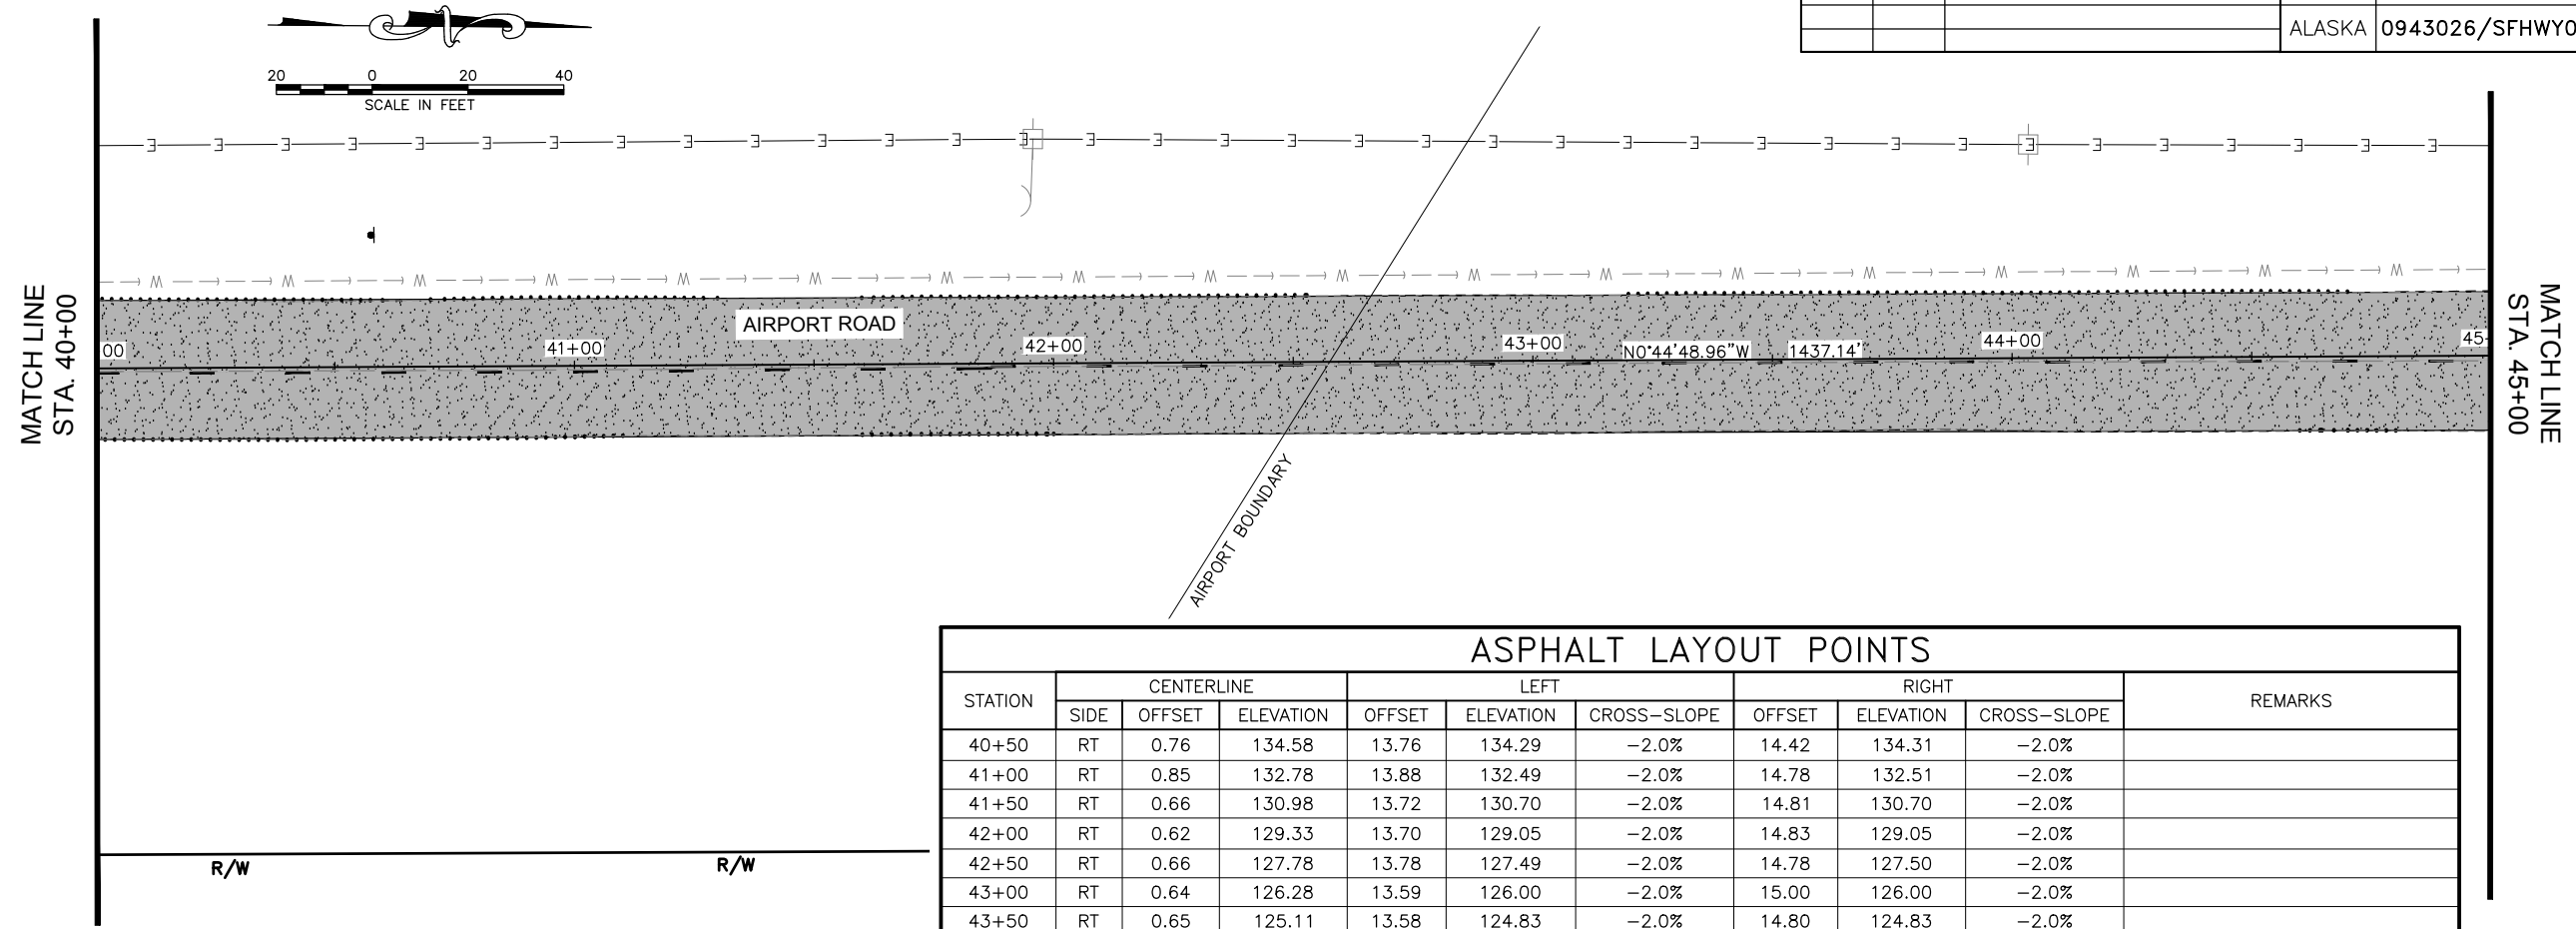 ALASKA 0943026/SFHWY0
20 0 20 40
SCALE IN FEET
MATCH LINE
STA. 40+00
AIRPORT ROAD
00 41+00 42+00 43+00 N0°44'48.96"W 1437.14' 44+00 45-
MATCH LINE
STA. 45+00
AIRPORT BOUNDARY
R/W R/W
ASPHALT LAYOUT POINTS
STATION CENTERLINE LEFT RIGHT REMARKS
SIDE OFFSET ELEVATION OFFSET ELEVATION CROSS-SLOPE OFFSET ELEVATION CROSS-SLOPE
40+50 RT 0.76 134.58 13.76 134.29 -2.0% 14.42 134.31 -2.0%
41+00 RT 0.85 132.78 13.88 132.49 -2.0% 14.78 132.51 -2.0%
41+50 RT 0.66 130.98 13.72 130.70 -2.0% 14.81 130.70 -2.0%
42+00 RT 0.62 129.33 13.70 129.05 -2.0% 14.83 129.05 -2.0%
42+50 RT 0.66 127.78 13.78 127.49 -2.0% 14.78 127.50 -2.0%
43+00 RT 0.64 126.28 13.59 126.00 -2.0% 15.00 126.00 -2.0%
43+50 RT 0.65 125.11 13.58 124.83 -2.0% 14.80 124.83 -2.0%